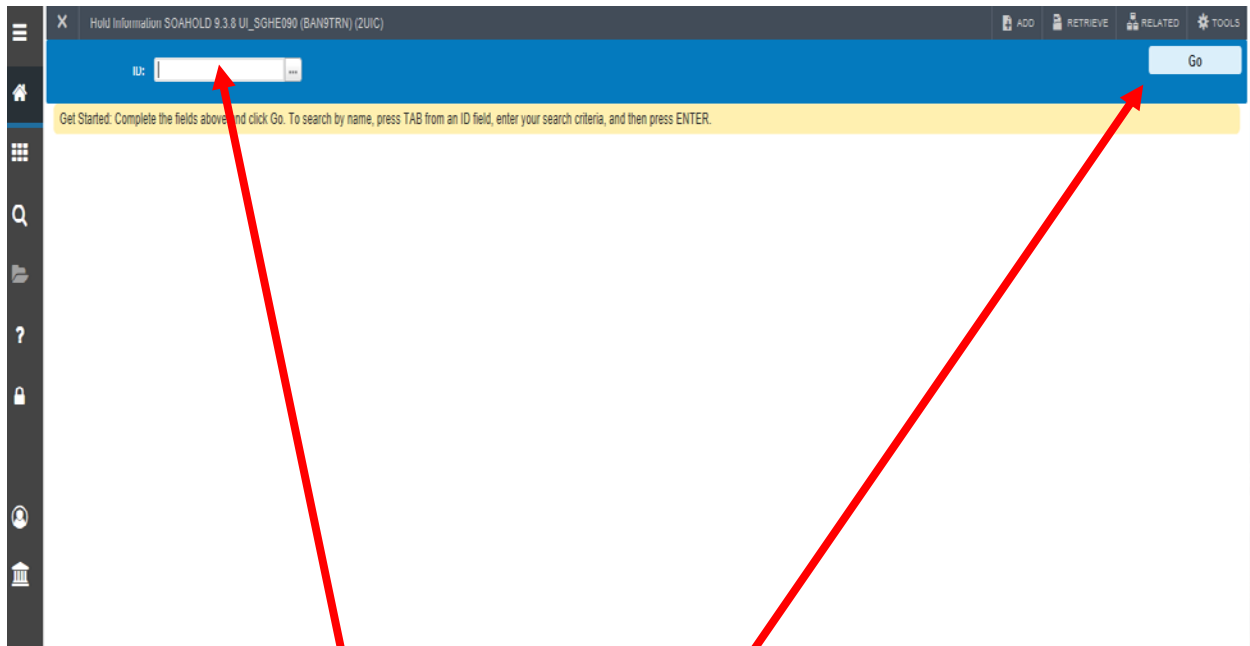 X Hold Information SOAHOLD 9.3.8 UI_SGHE090 (BAN9TRN) (2UIC) ADD RETRIEVE RELATED TOOLS
ID: ... Go
Get Started: Complete the fields above and click Go. To search by name, press TAB from an ID field, enter your search criteria, and then press ENTER.
?